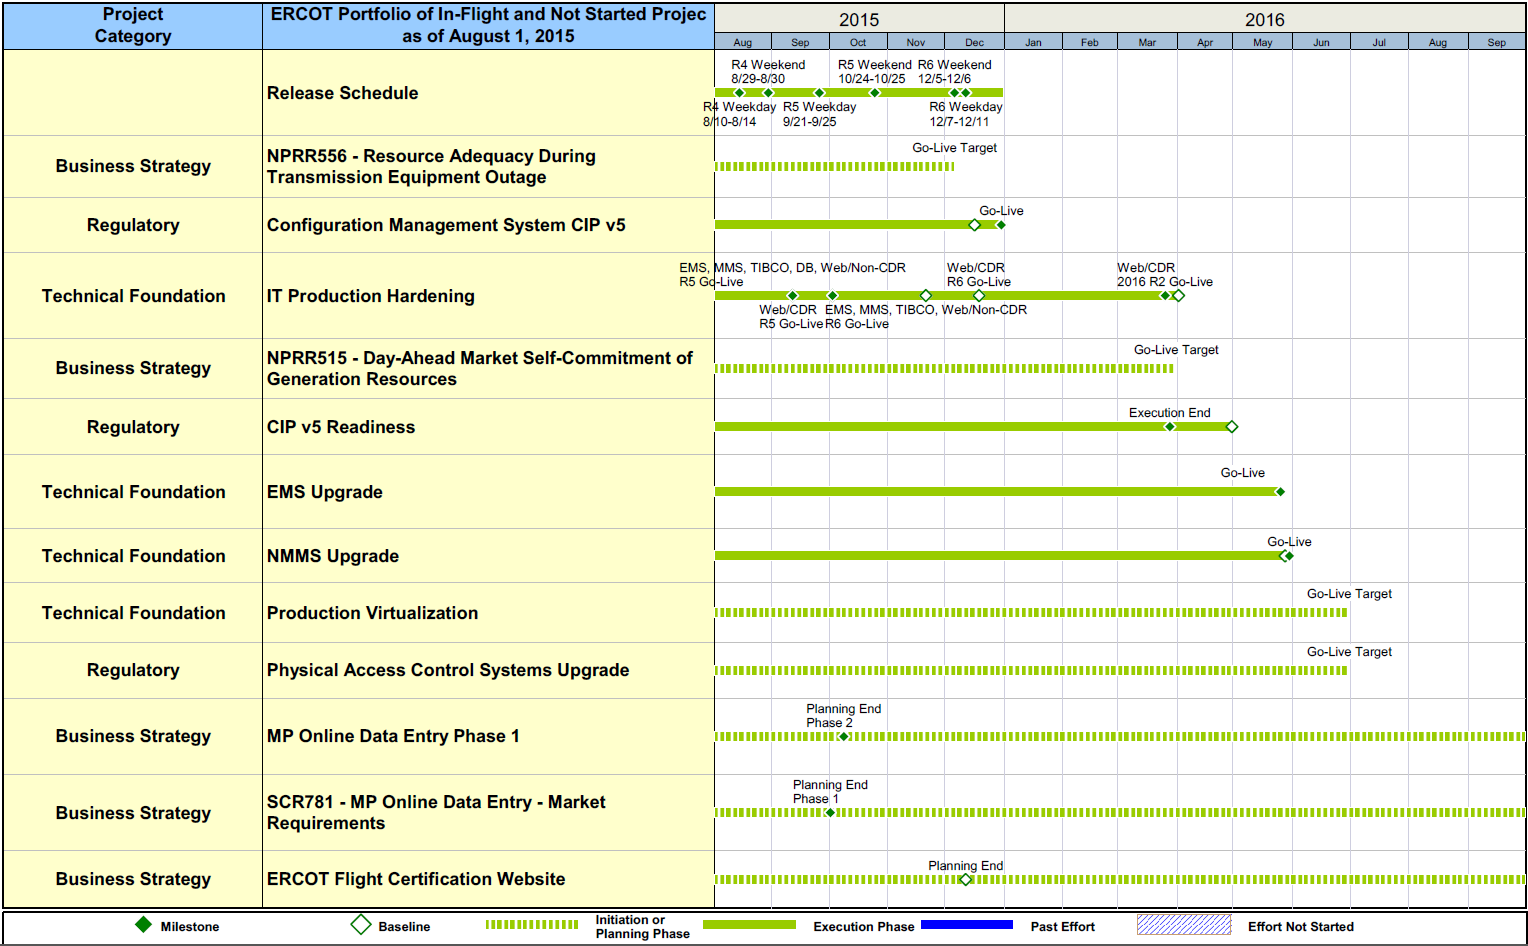 Project
Category
ERCOT Portfolio of In-Flight and Not Started Projec
as of August 1, 2015
2015
2016
Aug Sep Oct Nov Dec Jan Feb Mar Apr May Jun Jul Aug Sep
Release Schedule
R4 Weekend R5 Weekend R6 Weekend
8/29-8/30 10/24-10/25 12/5-12/6
R4 Weekday R5 Weekday R6 Weekday
8/10-8/14 9/21-9/25 12/7-12/11
Business Strategy
NPRR556 - Resource Adequacy During
Transmission Equipment Outage
Go-Live Target
Regulatory
Configuration Management System CIP v5
Go-Live
Technical Foundation
IT Production Hardening
EMS, MMS, TIBCO, DB, Web/Non-CDR Web/CDR Web/CDR
R5 Go-Live R6 Go-Live 2016 R2 Go-Live
Web/CDR EMS, MMS, TIBCO, Web/Non-CDR
R5 Go-Live R6 Go-Live
Business Strategy
NPRR515 - Day-Ahead Market Self-Commitment of
Generation Resources
Go-Live Target
Regulatory
CIP v5 Readiness
Execution End
Technical Foundation
EMS Upgrade
Go-Live
Technical Foundation
NMMS Upgrade
Go-Live
Technical Foundation
Production Virtualization
Go-Live Target
Regulatory
Physical Access Control Systems Upgrade
Go-Live Target
Business Strategy
MP Online Data Entry Phase 1
Planning End
Phase 2
Business Strategy
SCR781 - MP Online Data Entry - Market
Requirements
Planning End
Phase 1
Business Strategy
ERCOT Flight Certification Website
Planning End
Milestone
Baseline
Initiation or
Planning Phase
Execution Phase
Past Effort
Effort Not Started